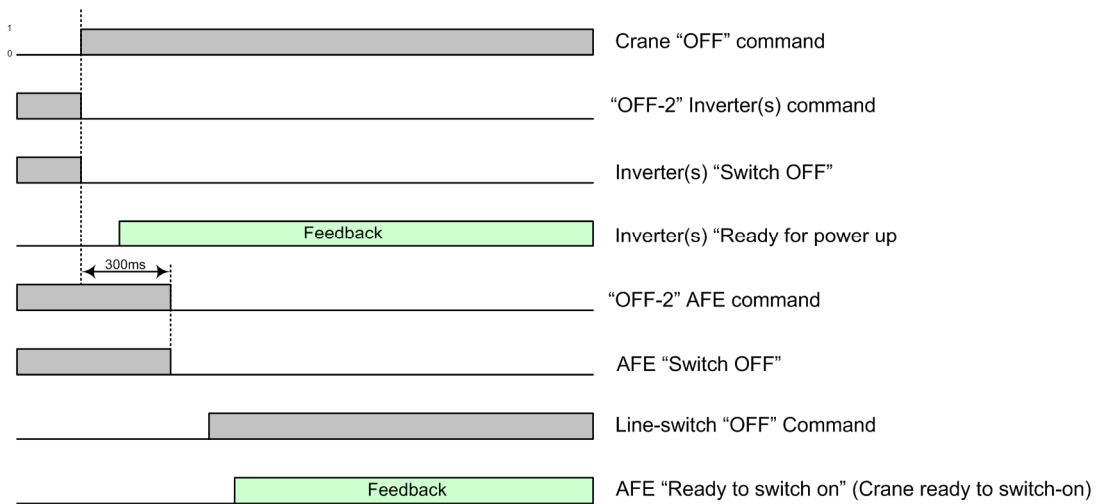 1
0
Crane “OFF” command
“OFF-2” Inverter(s) command
Inverter(s) “Switch OFF”
Feedback
Inverter(s) “Ready for power up
300ms
“OFF-2” AFE command
AFE “Switch OFF”
Line-switch “OFF” Command
Feedback
AFE “Ready to switch on” (Crane ready to switch-on)